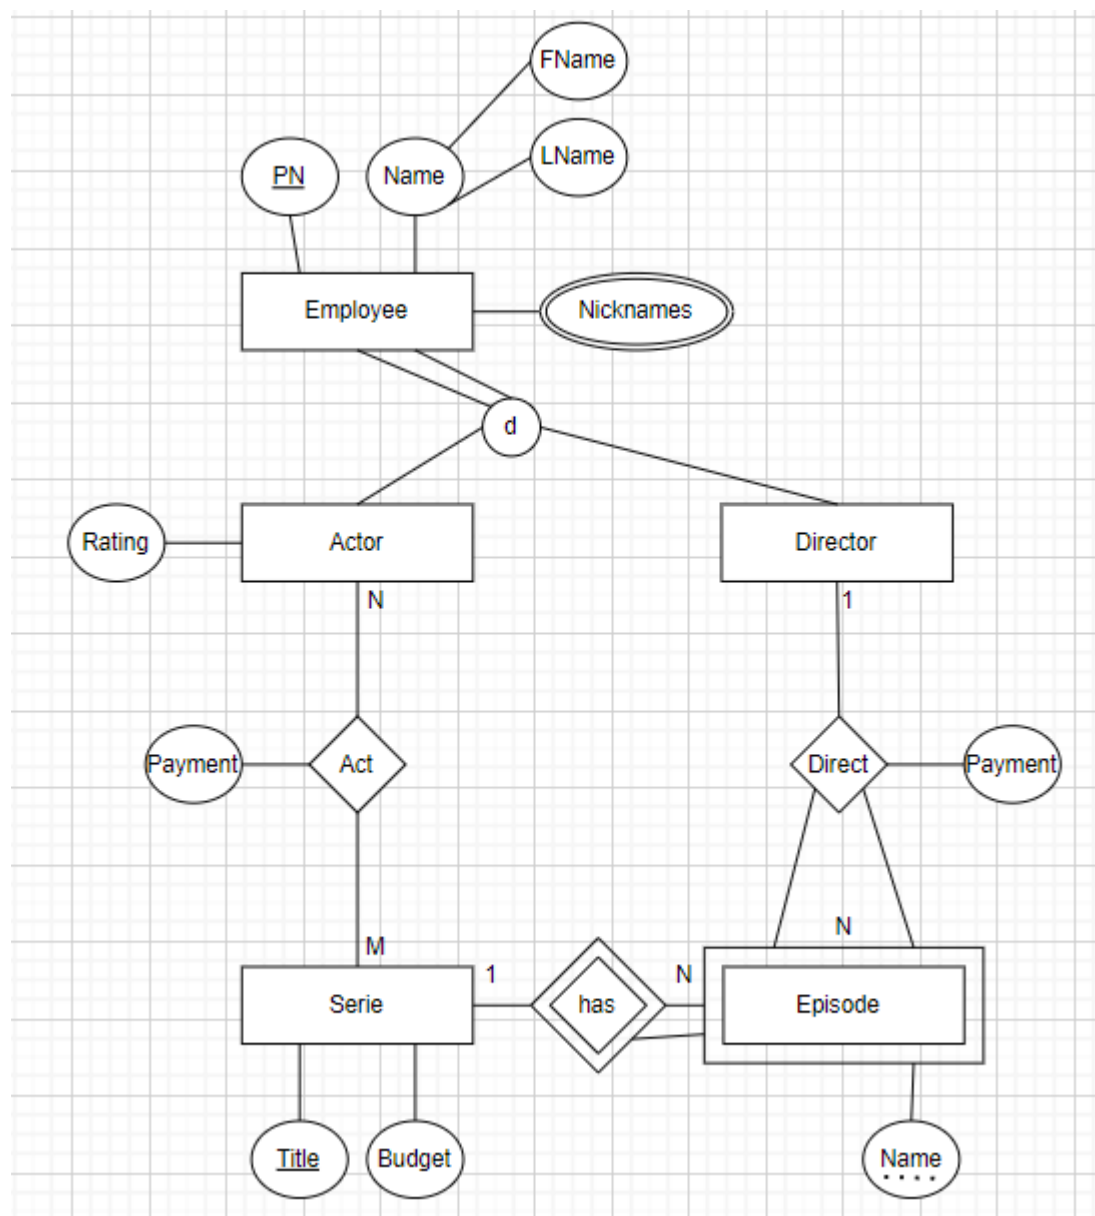 FName
LName
PN
Name
Employee
Nicknames
d
Rating
Actor
Director
N
1
Payment
Act
Direct
Payment
N
M
1
N
Serie
has
Episode
Title
Budget
Name